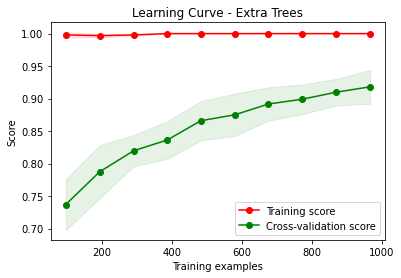 Learning Curve - Extra Trees
1.00
0.95
0.90
0.85
0.80
0.75
0.70
Score
Training score
Cross-validation score
200 400 600 800 1000
Training examples